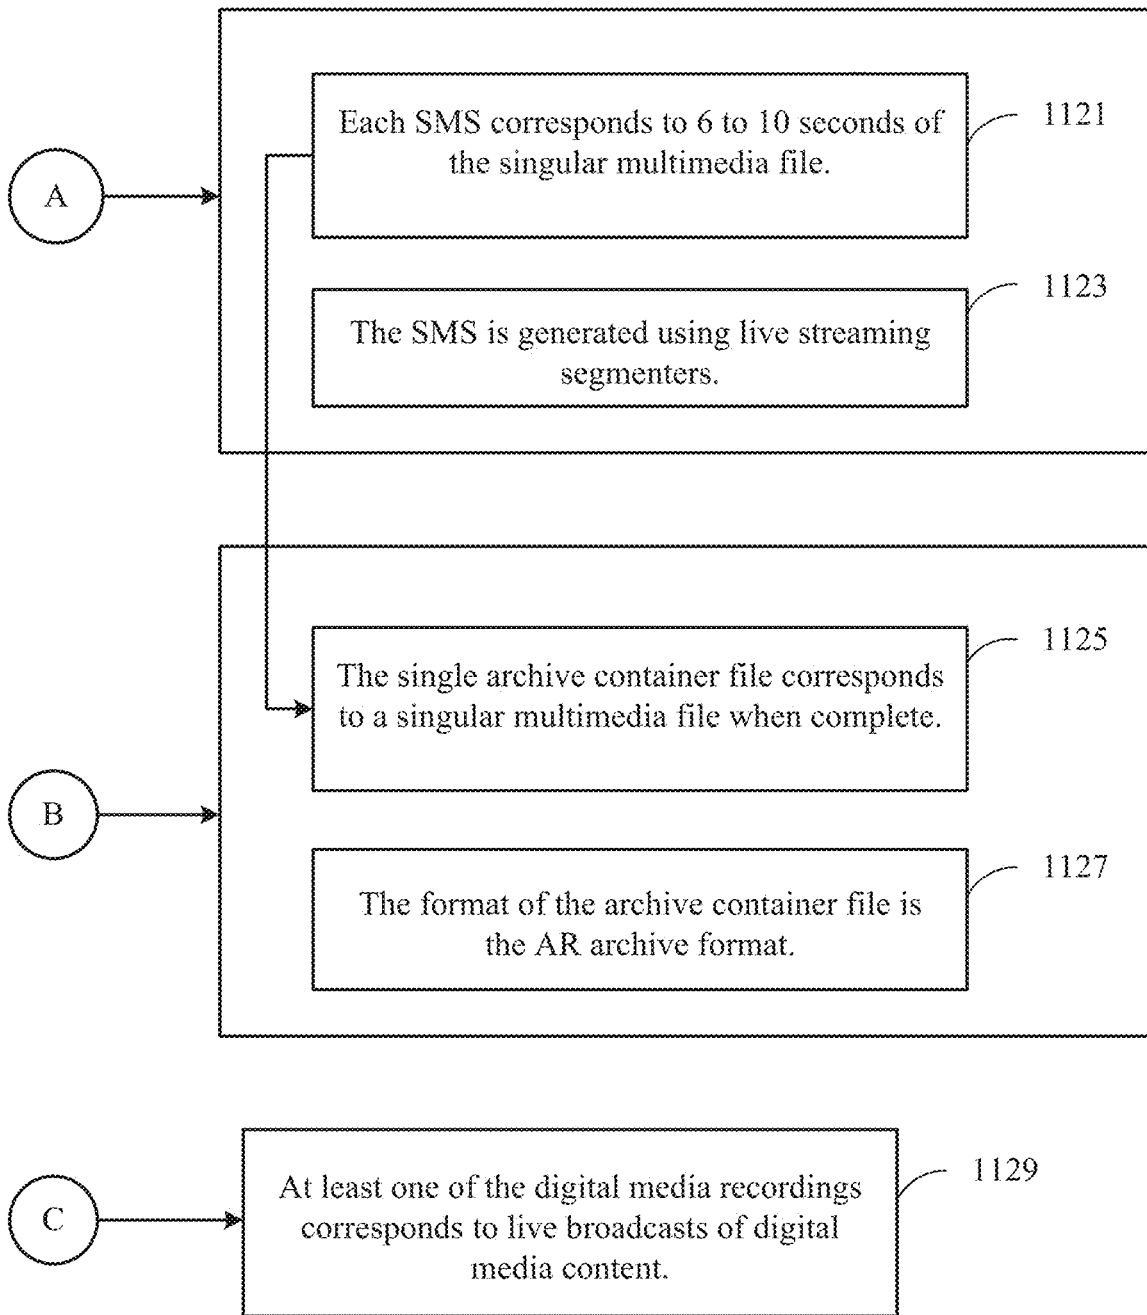 A
Each SMS corresponds to 6 to 10 seconds of
the singular multimedia file.
1121
The SMS is generated using live streaming
segmenters.
1123
B
The single archive container file corresponds
to a singular multimedia file when complete.
1125
The format of the archive container file is
the AR archive format.
1127
C
At least one of the digital media recordings
corresponds to live broadcasts of digital
media content.
1129